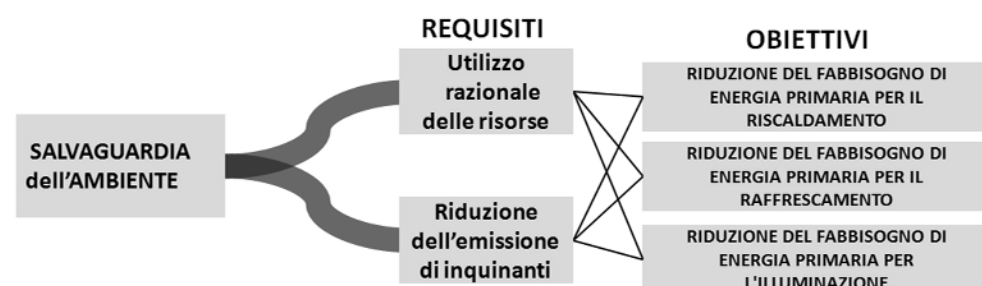 REQUISITI
OBIETTIVI
SALVAGUARDIA
dell'AMBIENTE
Utilizzo
razionale
delle risorse
Riduzione
dell'emissione
di inquinanti
RIDUZIONE DEL FABBISOGNO DI
ENERGIA PRIMARIA PER IL
RISCALDAMENTO
RIDUZIONE DEL FABBISOGNO DI
ENERGIA PRIMARIA PER IL
RAFFRESCAMENTO
RIDUZIONE DEL FABBISOGNO DI
ENERGIA PRIMARIA PER
L'ILLUMINAZIONE